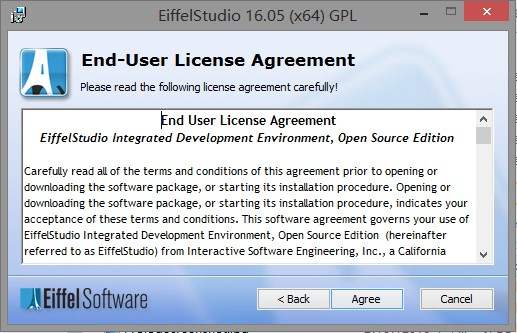 EiffelStudio 16.05 (x64) GPL
End-User License Agreement
Please read the following license agreement carefully!
End User License Agreement
EiffelStudio Integrated Development Environment, Open Source Edition
Carefully read all of the terms and conditions of this agreement prior to opening or
downloading the software package, or starting its installation procedure. Opening or
downloading the software package, or starting its installation procedure, indicates your
acceptance of these terms and conditions. This software agreement governs your use of
EiffelStudio Integrated Development Environment, Open Source Edition (hereinafter
referred to as EiffelStudio) from Interactive Software Engineering, Inc., a California
Eiffel Software
< Back Agree Cancel